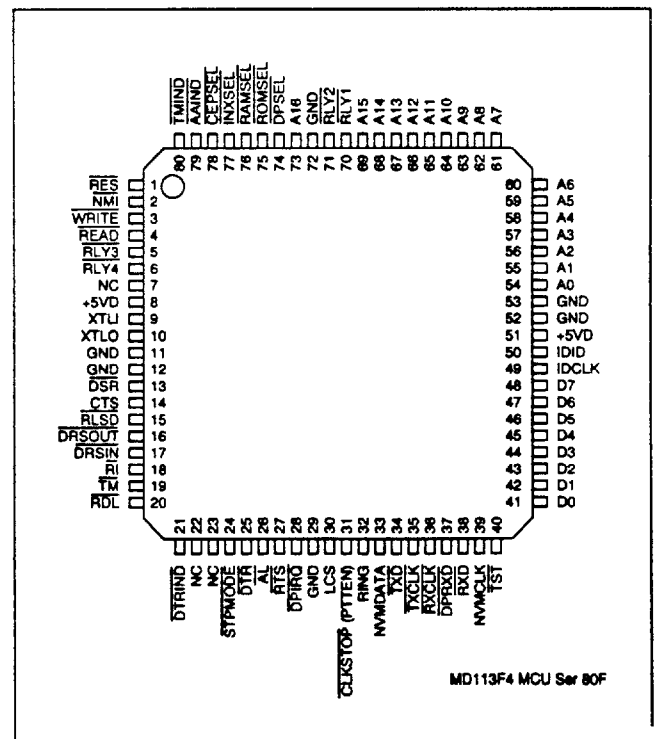 TMIND
AAIND
CEPSEL
INXSEL
RAMSEL
ROMSEL
DPSEL
A16
GND
RLY2
RLY1
A15
A14
A13
A12
A11
A10
A9
A8
A7
80 79 78 77 76 75 74 73 72 71 70 69 68 67 66 65 64 63 62 61
RES 1
NMI 2
WRITE 3
READ 4
RLY3 5
RLY4 6
NC 7
+5VD 8
XTLI 9
XTLO 10
GND 11
GND 12
DSR 13
CTS 14
RLSD 15
DRSOUT 16
DRSIN 17
RI 18
TM 19
RDL 20
60 A6
59 A5
58 A4
57 A3
56 A2
55 A1
54 A0
53 GND
52 GND
51 +5VD
50 IDID
49 IDCLK
48 D7
47 D6
46 D5
45 D4
44 D3
43 D2
42 D1
41 D0
21 22 23 24 25 26 27 28 29 30 31 32 33 34 35 36 37 38 39 40
DTRIND
NC
NC
STPMODE
DTR
AL
RTS
DPIRQ
GND
LCS
CLKSTOP (PTTEN)
RING
NVMDATA
TXD
TXCLK
RXCLK
DPRXD
RXD
NVMCLK
TST
MD113F4 MCU Ser 80F